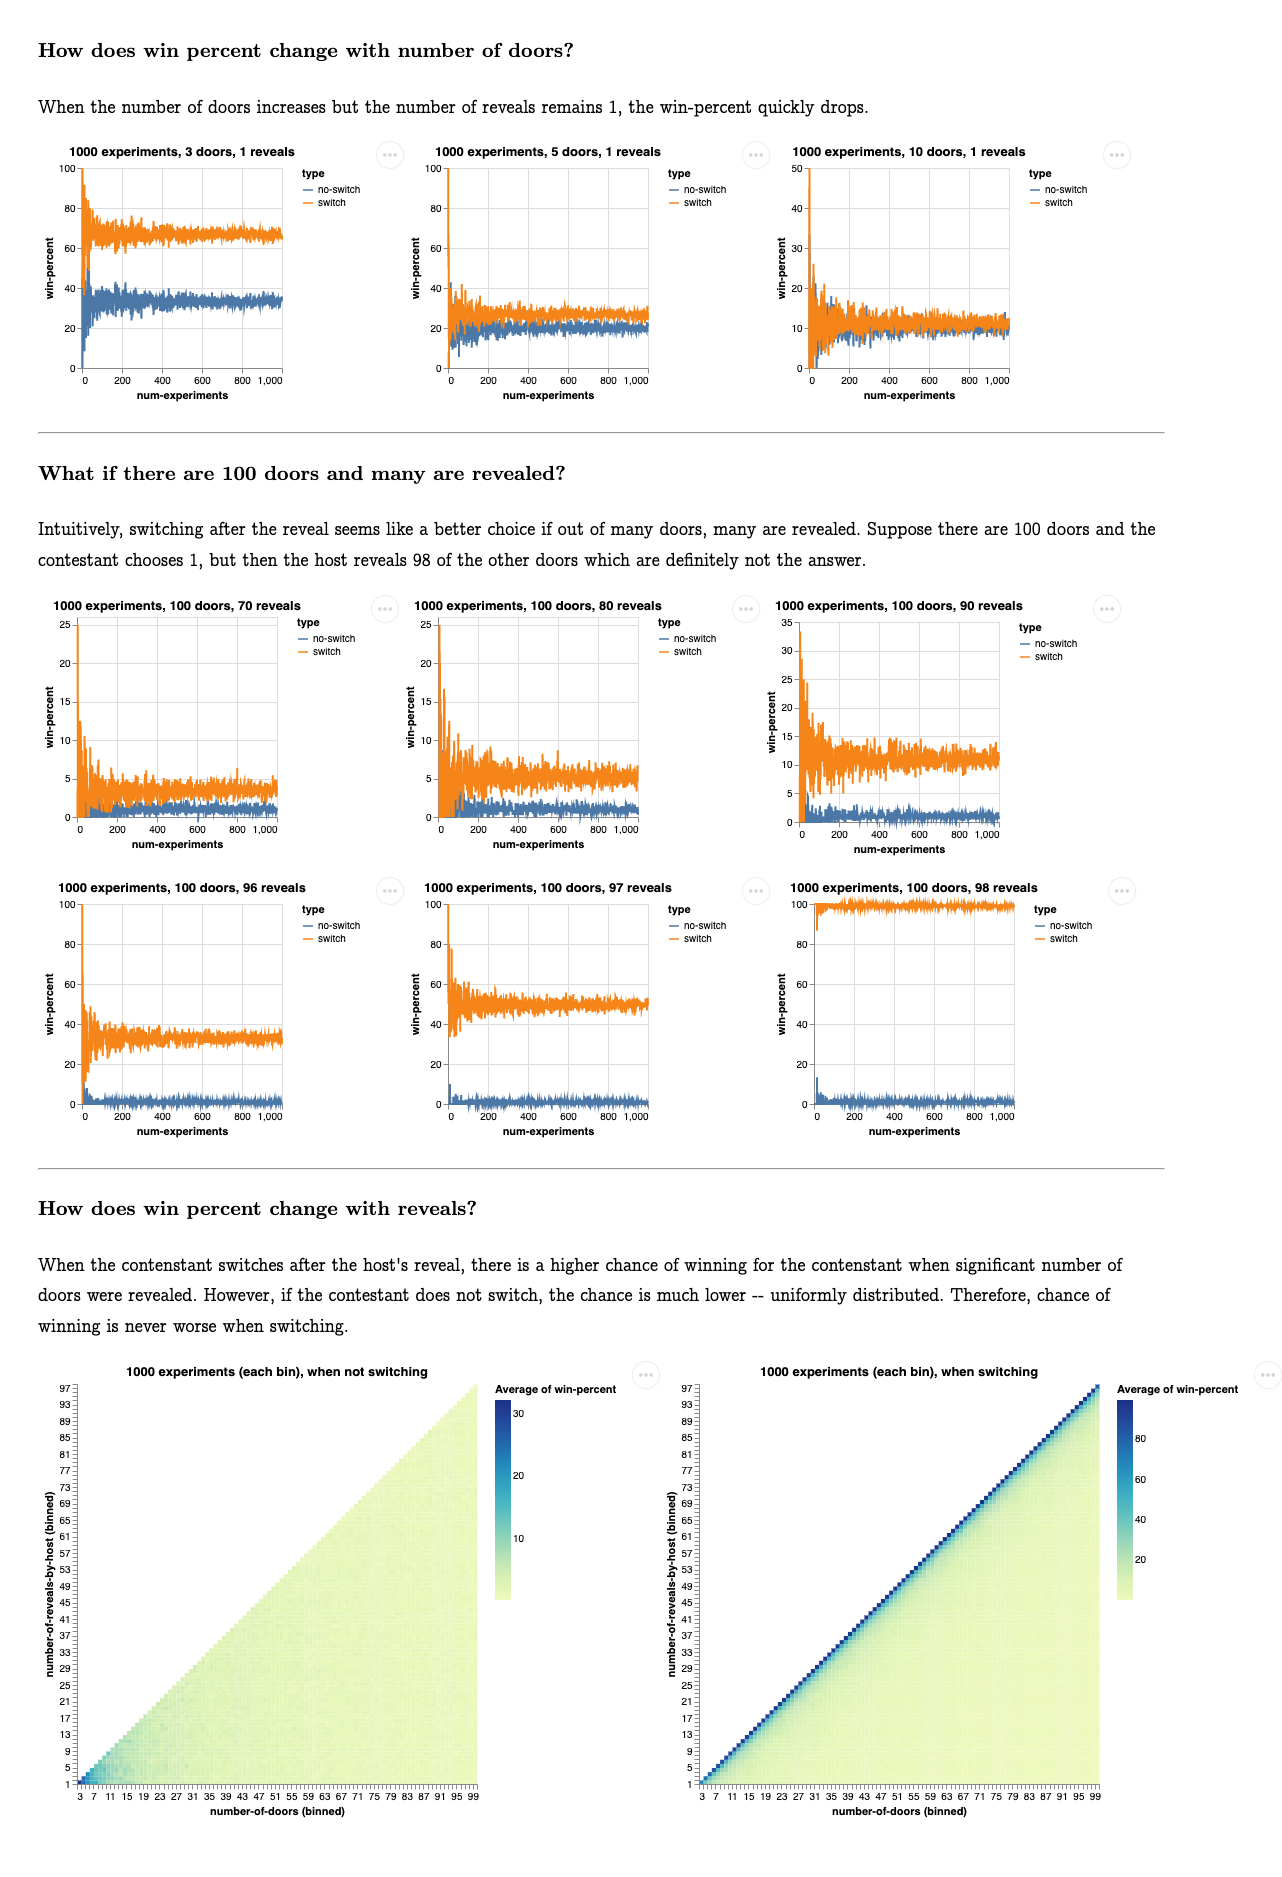 How does win percent change with number of doors?
When the number of doors increases but the number of reveals remains 1, the win-percent quickly drops.
1000 experiments, 3 doors, 1 reveals
type
no-switch
switch
win-percent
100
80
60
40
20
0
0 200 400 600 800 1,000
num-experiments
1000 experiments, 5 doors, 1 reveals
type
no-switch
switch
win-percent
100
80
60
40
20
0
0 200 400 600 800 1,000
num-experiments
1000 experiments, 10 doors, 1 reveals
type
no-switch
switch
win-percent
50
40
30
20
10
0
0 200 400 600 800 1,000
num-experiments
What if there are 100 doors and many are revealed?
Intuitively, switching after the reveal seems like a better choice if out of many doors, many are revealed. Suppose there are 100 doors and the
contestant chooses 1, but then the host reveals 98 of the other doors which are definitely not the answer.
1000 experiments, 100 doors, 70 reveals
type
no-switch
switch
win-percent
25
20
15
10
5
0
0 200 400 600 800 1,000
num-experiments
1000 experiments, 100 doors, 80 reveals
type
no-switch
switch
win-percent
25
20
15
10
5
0
0 200 400 600 800 1,000
num-experiments
1000 experiments, 100 doors, 90 reveals
type
no-switch
switch
win-percent
35
30
25
20
15
10
5
0
0 200 400 600 800 1,000
num-experiments
1000 experiments, 100 doors, 96 reveals
type
no-switch
switch
win-percent
100
80
60
40
20
0
0 200 400 600 800 1,000
num-experiments
1000 experiments, 100 doors, 97 reveals
type
no-switch
switch
win-percent
100
80
60
40
20
0
0 200 400 600 800 1,000
num-experiments
1000 experiments, 100 doors, 98 reveals
type
no-switch
switch
win-percent
100
80
60
40
20
0
0 200 400 600 800 1,000
num-experiments
How does win percent change with reveals?
When the contenstant switches after the host's reveal, there is a higher chance of winning for the contenstant when significant number of
doors were revealed. However, if the contestant does not switch, the chance is much lower -- uniformly distributed. Therefore, chance of
winning is never worse when switching.
1000 experiments (each bin), when not switching
Average of win-percent
30
20
10
number-of-reveals-by-host (binned)
97
93
89
85
81
77
73
69
65
61
57
53
49
45
41
37
33
29
25
21
17
13
9
5
1
3 7 11 15 19 23 27 31 35 39 43 47 51 55 59 63 67 71 75 79 83 87 91 95 99
number-of-doors (binned)
1000 experiments (each bin), when switching
Average of win-percent
80
60
40
20
number-of-reveals-by-host (binned)
97
93
89
85
81
77
73
69
65
61
57
53
49
45
41
37
33
29
25
21
17
13
9
5
1
3 7 11 15 19 23 27 31 35 39 43 47 51 55 59 63 67 71 75 79 83 87 91 95 99
number-of-doors (binned)